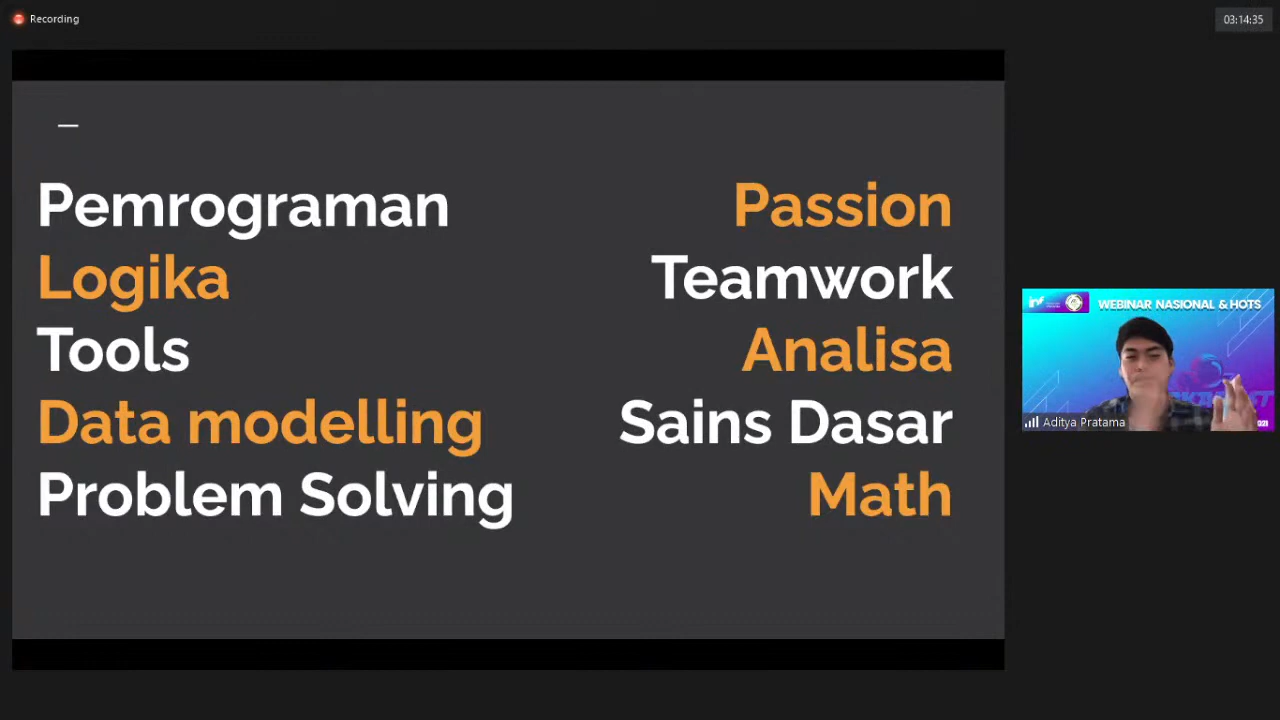 Recording
03:14:35
Pemrograman
Logika
Tools
Data modelling
Problem Solving
Passion
Teamwork
Analisa
Sains Dasar
Math
WEBINAR NASIONAL & HOTS
Aditya Pratama